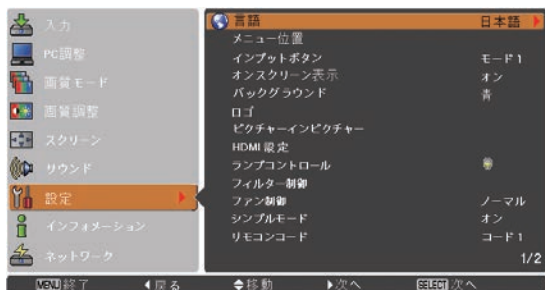 入力
PC調整
画質モード
画質調整
スクリーン
サウンド
設定
インフォメーション
ネットワーク
言語 日本語
メニュー位置
インプットボタン モード1
オンスクリーン表示 オン
バックグラウンド 青
ロゴ
ピクチャーインピクチャー
HDMI設定
ランプコントロール
フィルター制御
ファン制御 ノーマル
シンプルモード オン
リモコンコード コード1
1/2
MENU 終了 戻る 移動 次へ SELECT 次へ